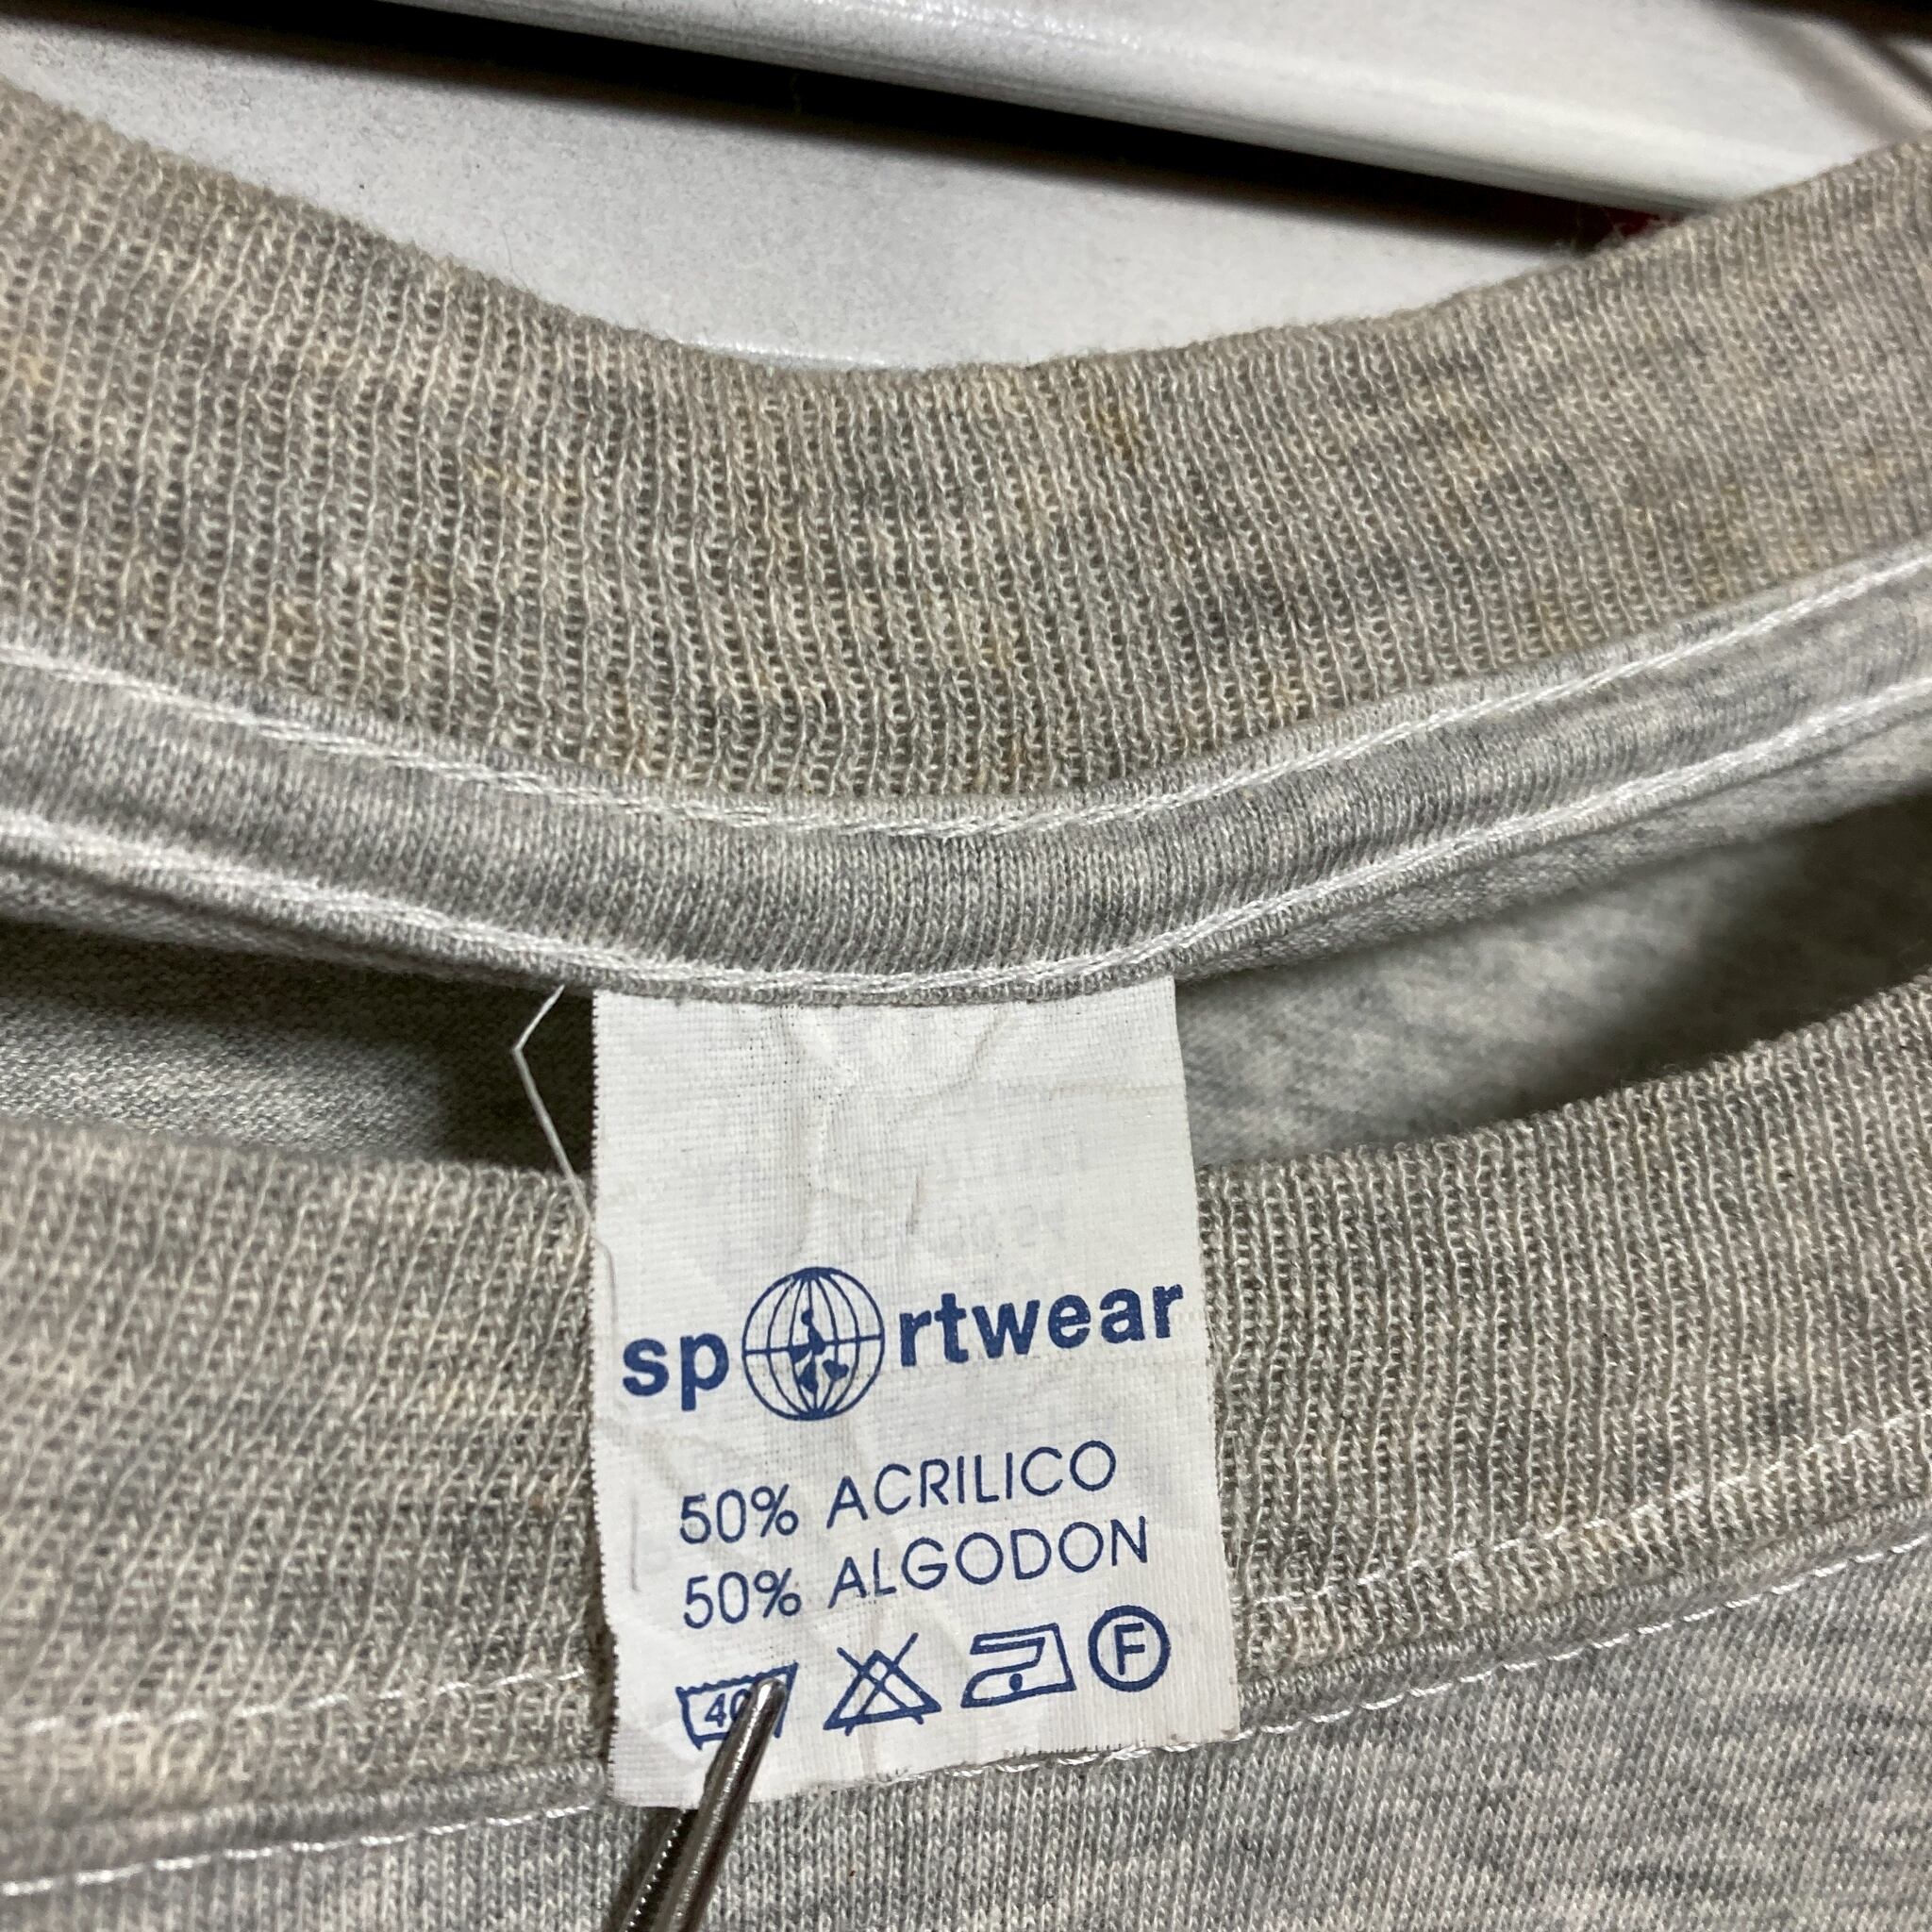 sportwear
50% ACRILICO
50% ALGODON
40 F